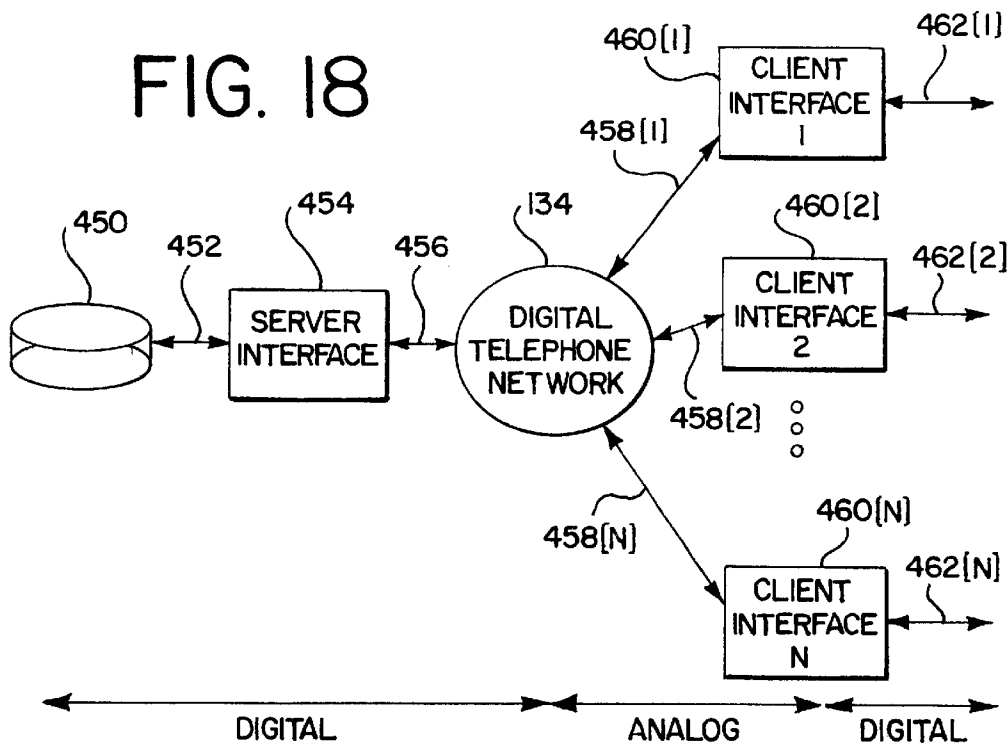 FIG. 18
450
452
454
SERVER
INTERFACE
456
134
DIGITAL
TELEPHONE
NETWORK
458[1]
460[1]
CLIENT
INTERFACE
1
462[1]
458[2]
460[2]
CLIENT
INTERFACE
2
462[2]
458[N]
460[N]
CLIENT
INTERFACE
N
462[N]
DIGITAL
ANALOG
DIGITAL